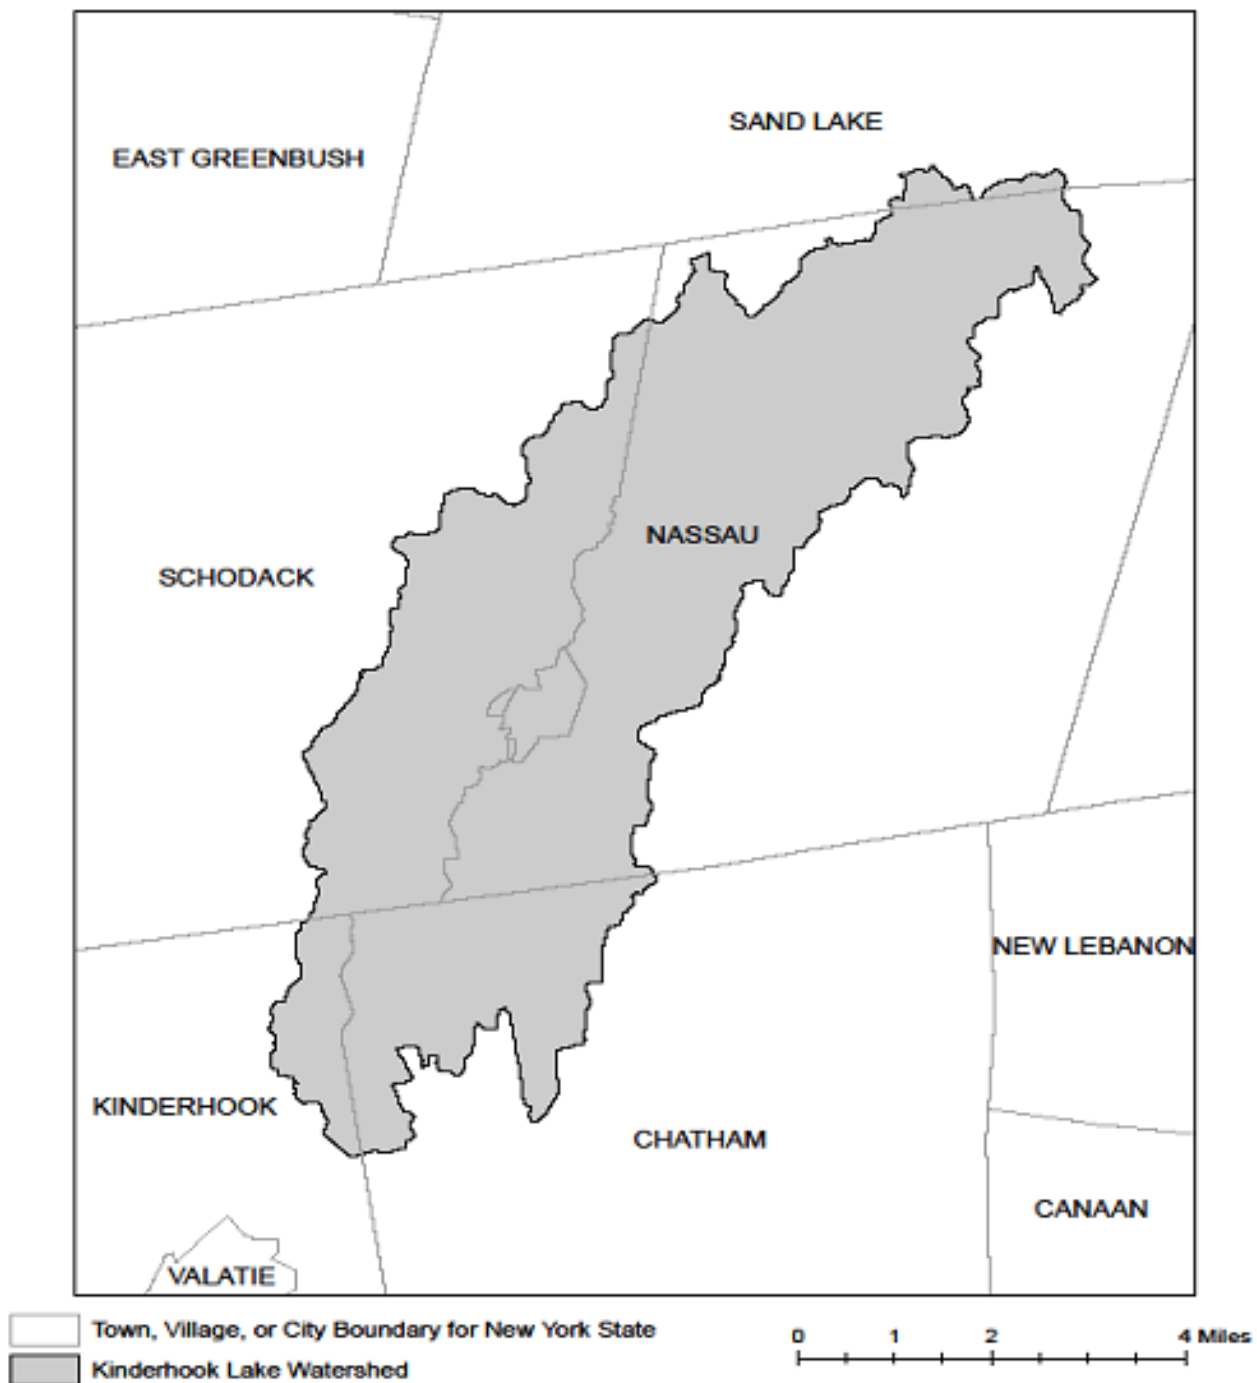 SAND LAKE
EAST GREENBUSH
NASSAU
SCHODACK
NEW LEBANON
KINDERHOOK
CHATHAM
CANAAN
VALATIE
Town, Village, or City Boundary for New York State
Kinderhook Lake Watershed
0 1 2 4 Miles